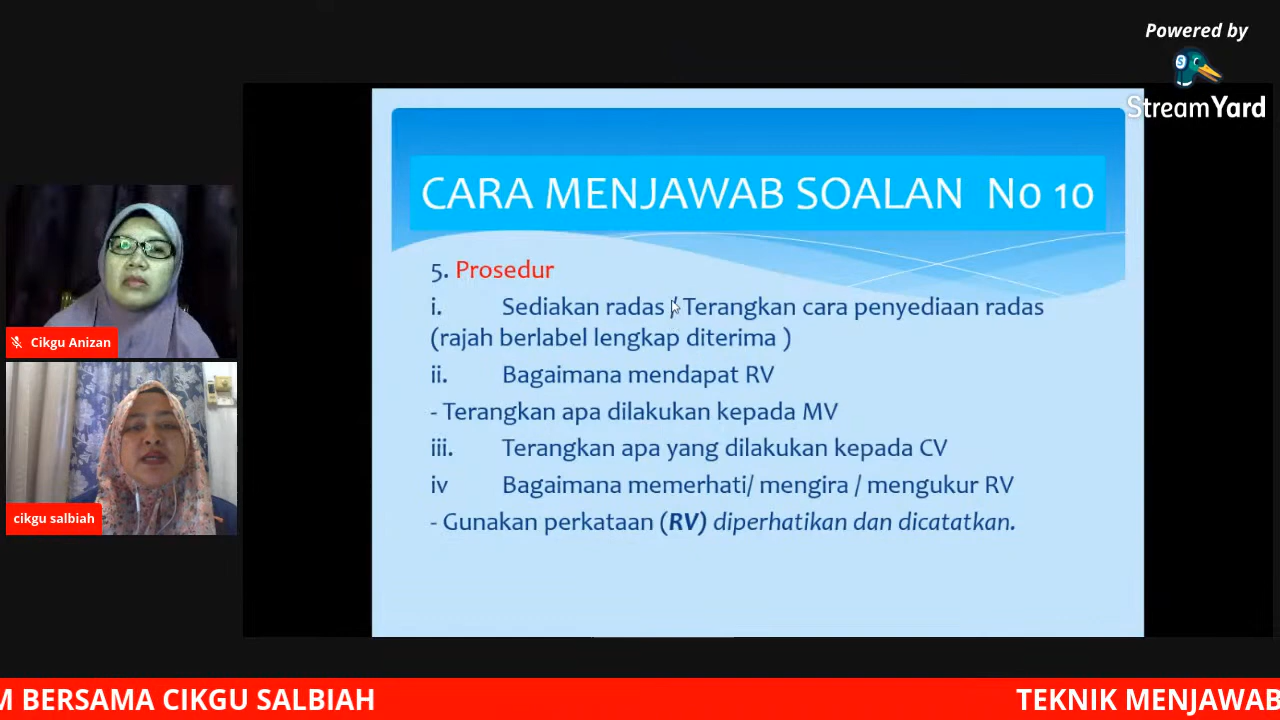 Powered by
StreamYard
CARA MENJAWAB SOALAN No 10
5. Prosedur
i. Sediakan radas / Terangkan cara penyediaan radas
(rajah berlabel lengkap diterima )
ii. Bagaimana mendapat RV
- Terangkan apa dilakukan kepada MV
iii. Terangkan apa yang dilakukan kepada CV
iv Bagaimana memerhati/ mengira / mengukur RV
- Gunakan perkataan (RV) diperhatikan dan dicatatkan.
Cikgu Anizan
cikgu salbiah
M BERSAMA CIKGU SALBIAH
TEKNIK MENJAWAB